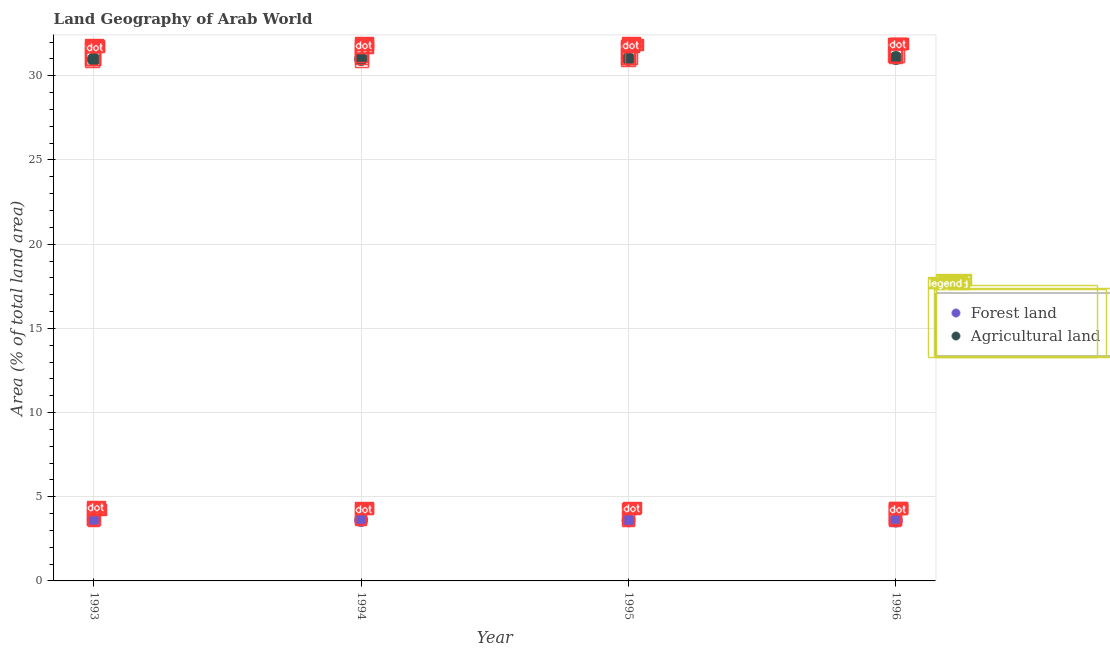 Land Geography of Arab World
dot
dot
dot
dot
30
25
20
15
10
5
0
Area (% of total land area)
legend
Forest land
Agricultural land
dot
dot
dot
dot
1993
1994
1995
1996
Year